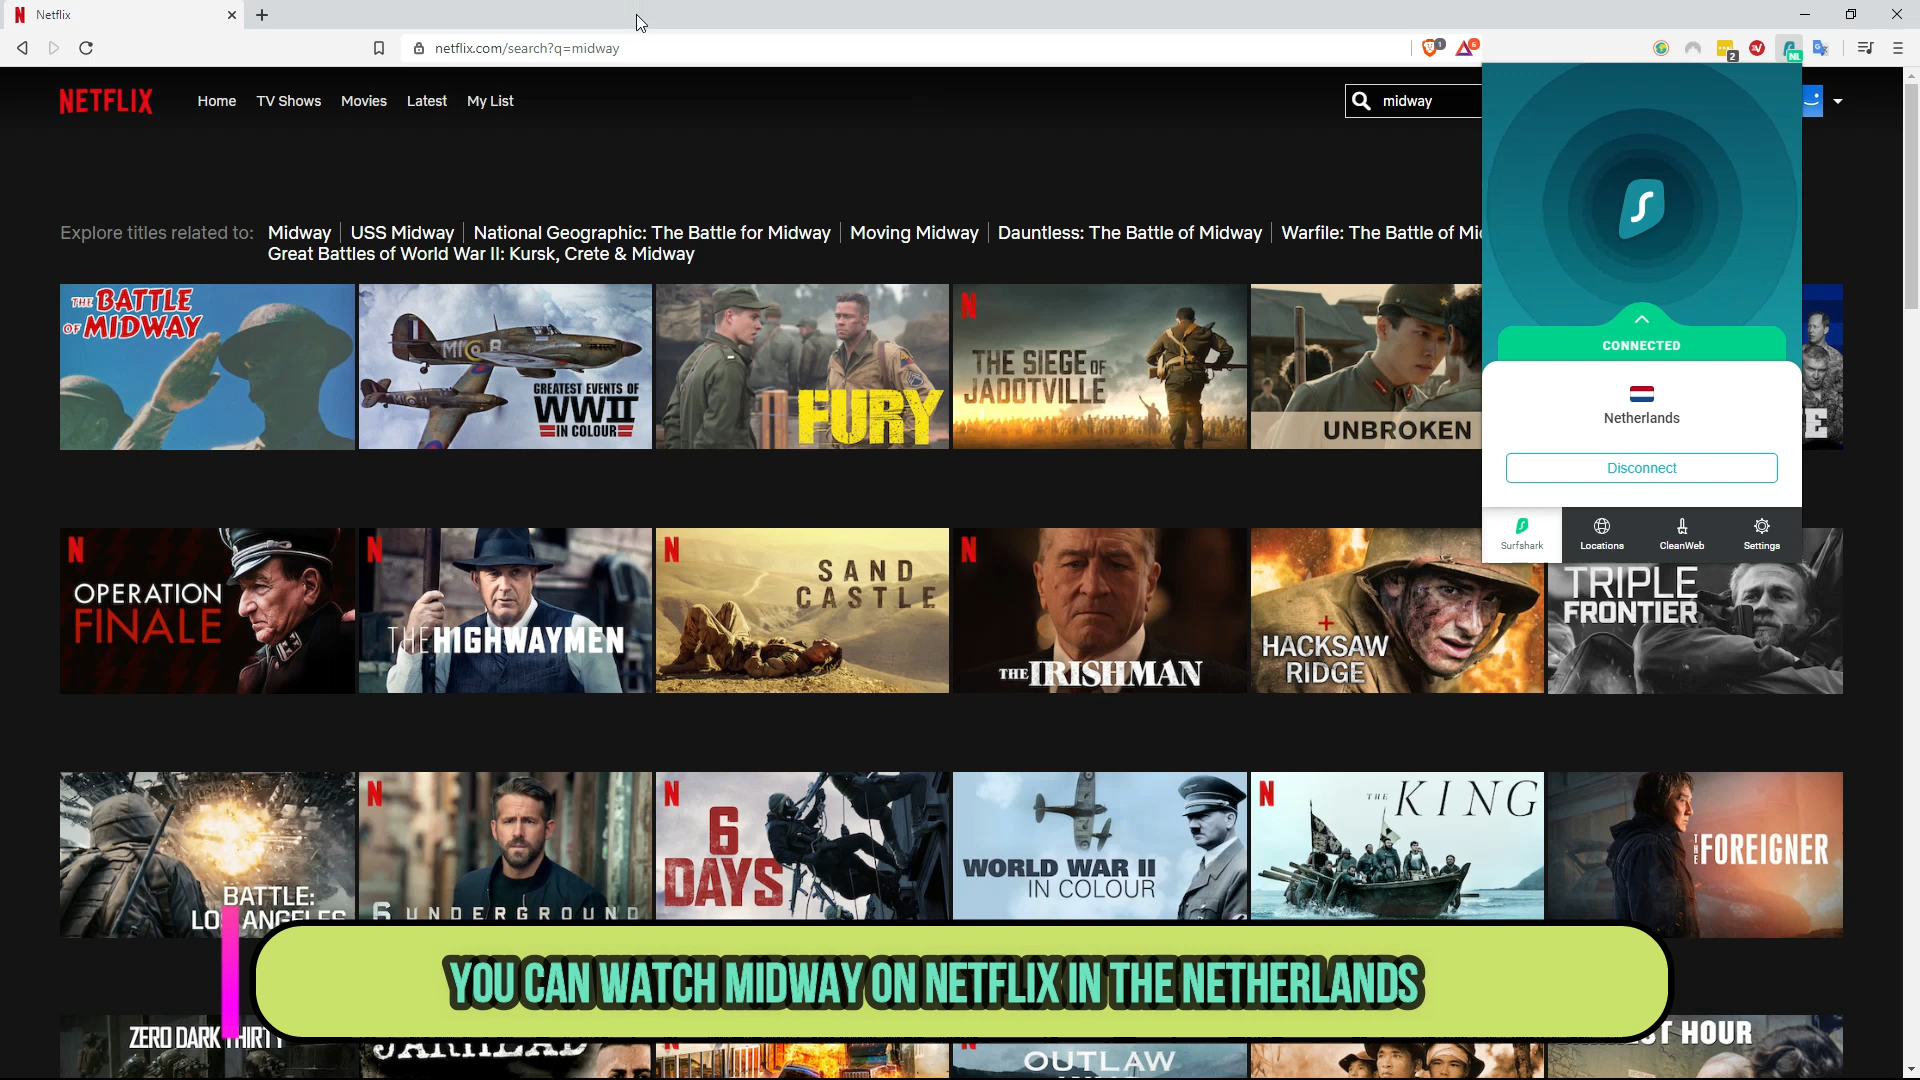 Netflix
netflix.com/search?q=midway
1
6
2
NL
NETFLIX
Home
TV Shows
Movies
Latest
My List
midway
Explore titles related to:
Midway
USS Midway
National Geographic: The Battle for Midway
Moving Midway
Dauntless: The Battle of Midway
Warfile: The Battle of Mi
Great Battles of World War II: Kursk, Crete & Midway
CONNECTED
Netherlands
Disconnect
Surfshark
Locations
CleanWeb
Settings
THE BATTLE
OF MIDWAY
GREATEST EVENTS OF
WWII
IN COLOUR
FURY
N
THE SIEGE OF
JADOTVILLE
UNBROKEN
E
N
OPERATION
FINALE
N
THE HIGHWAYMEN
N
SAND
CASTLE
N
THE IRISHMAN
HACKSAW
RIDGE
TRIPLE
FRONTIER
BATTLE:
LOS ANGELES
N
6 UNDERGROUND
N
6
DAYS
WORLD WAR II
IN COLOUR
N
THE KING
THE FOREIGNER
YOU CAN WATCH MIDWAY ON NETFLIX IN THE NETHERLANDS
ZERO DARK THIRTY
JARHEAD
OUTLAW
HOUR